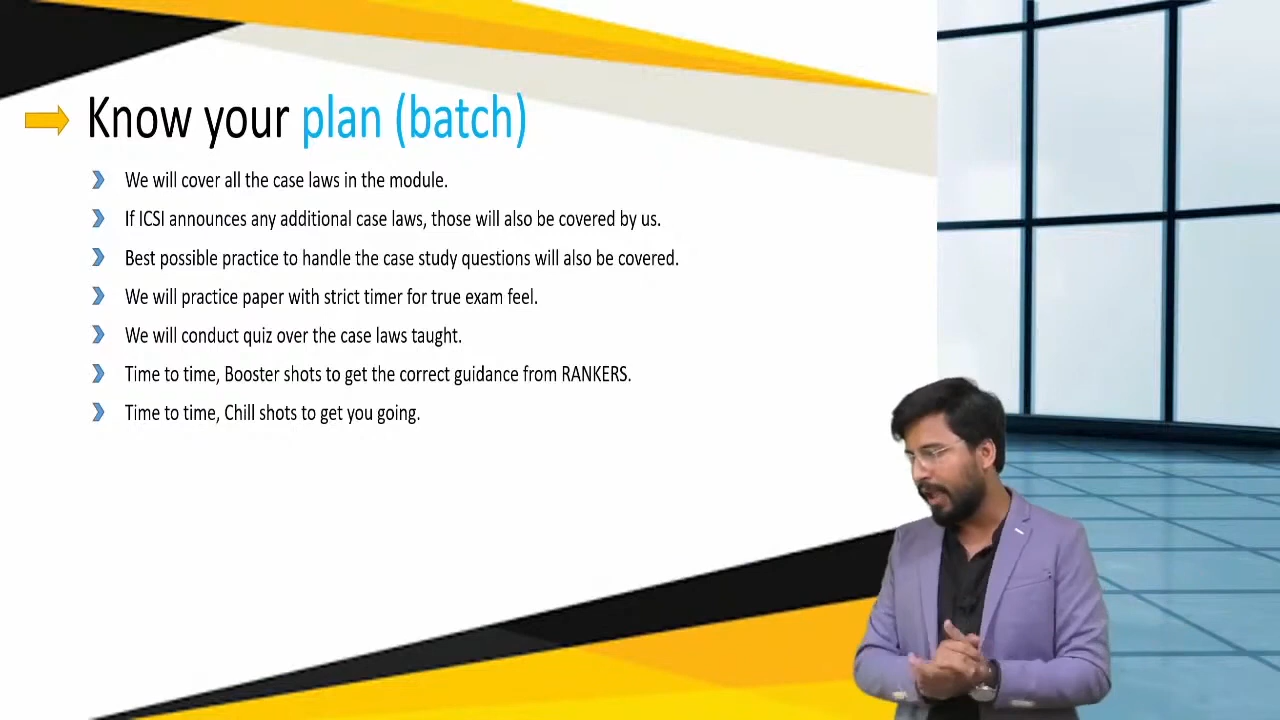 Know your plan (batch)
We will cover all the case laws in the module.
If ICSI announces any additional case laws, those will also be covered by us.
Best possible practice to handle the case study questions will also be covered.
We will practice paper with strict timer for true exam feel.
We will conduct quiz over the case laws taught.
Time to time, Booster shots to get the correct guidance from RANKERS.
Time to time, Chill shots to get you going.